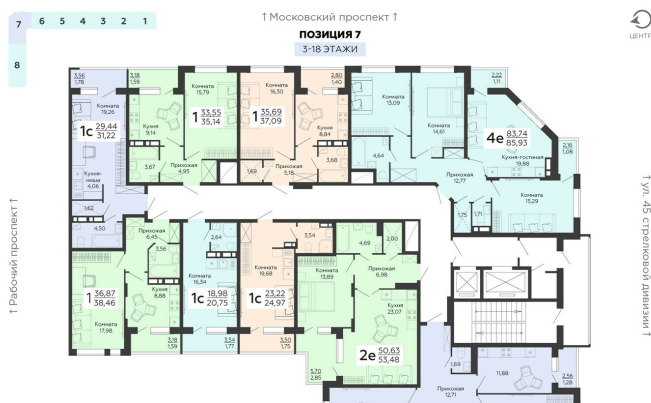 7 6 5 4 3 2 1
8
↑ Московский проспект ↑
ПОЗИЦИЯ 7
3-18 ЭТАЖИ
ЦЕНТР
↑ Рабочий проспект ↑
↑ ул. 45 стрелковой дивизии ↑
3,56
1,78
Комната
19,26
1с 29,44
31,22
Кухня-
ниша
4,06
1,62
4,50
3,18
1,59
Кухня
9,14
Комната
15,79
1 33,55
35,14
3,67
Прихожая
4,95
Комната
16,30
1 35,69
37,09
2,80
1,40
Кухня
8,84
1,69
Прихожая
5,18
3,68
Комната
13,09
Комната
14,61
2,22
1,11
4е 83,74
85,93
Кухня-гостиная
19,88
2,16
1,08
4,64
Прихожая
12,77
Комната
15,29
1,75
1,71
Прихожая
6,45
3,56
1 36,87
38,46
Комната
17,98
Кухня
8,88
3,18
1,59
2,64
Комната
16,34
1с 18,98
20,75
3,54
1,77
3,54
Комната
19,68
1с 23,22
24,97
3,50
1,75
4,69
2,00
Комната
13,89
Прихожая
6,98
Кухня
23,07
2е 50,63
53,48
5,70
2,85
1,69
Прихожая
12,71
11,88
2,56
1,28